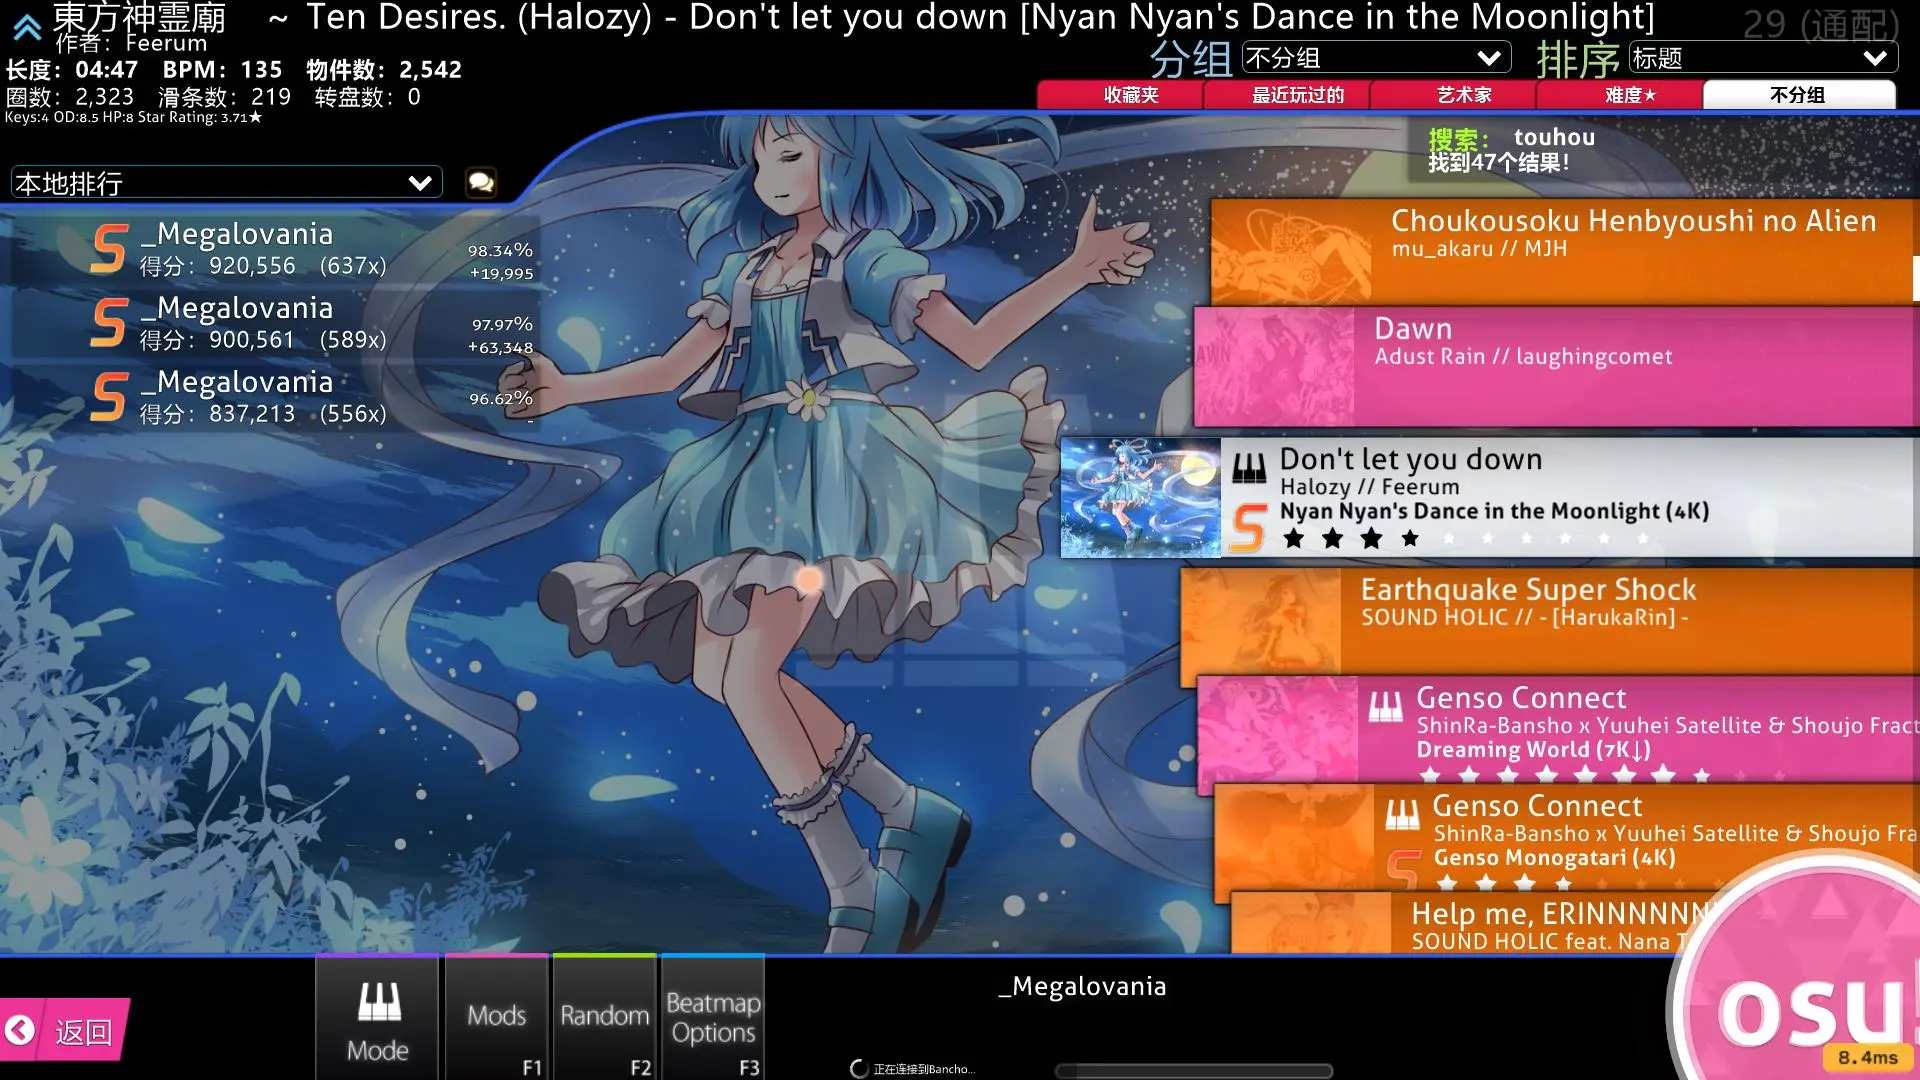 東方神霊廟　~ Ten Desires. (Halozy) - Don't let you down [Nyan Nyan's Dance in the Moonlight]
作者: Feerum
长度: 04:47 BPM: 135 物件数: 2,542
圈数: 2,323 滑条数: 219 转盘数: 0
Keys:4 OD:8.5 HP:8 Star Rating: 3.71★
29 (通配)
分组 不分组 排序 标题
收藏夹 最近玩过的 艺术家 难度★ 不分组
搜索: touhou
找到47个结果!
本地排行
_Megalovania
得分: 920,556 (637x)
98.34%
+19,995
_Megalovania
得分: 900,561 (589x)
97.97%
+63,348
_Megalovania
得分: 837,213 (556x)
96.62%
-
Choukousoku Henbyoushi no Alien
mu_akaru // MJH
Dawn
Adust Rain // laughingcomet
Don't let you down
Halozy // Feerum
Nyan Nyan's Dance in the Moonlight (4K)
Earthquake Super Shock
SOUND HOLIC // - [HarukaRin] -
Genso Connect
ShinRa-Bansho x Yuuhei Satellite & Shoujo Fract
Dreaming World (7K↓)
Genso Connect
ShinRa-Bansho x Yuuhei Satellite & Shoujo Fra
Genso Monogatari (4K)
Help me, ERINNNNNN
SOUND HOLIC feat. Nana T
返回
Mode
Mods
F1
Random
F2
Beatmap
Options
F3
_Megalovania
正在连接到Bancho...
osu!
8.4ms